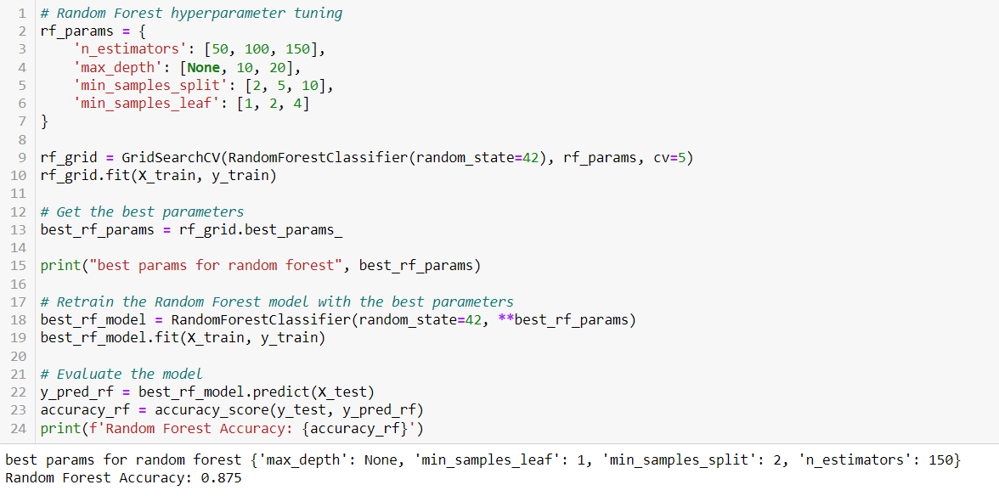 1 # Random Forest hyperparameter tuning
2 rf_params = {
3     'n_estimators': [50, 100, 150],
4     'max_depth': [None, 10, 20],
5     'min_samples_split': [2, 5, 10],
6     'min_samples_leaf': [1, 2, 4]
7 }
8
9 rf_grid = GridSearchCV(RandomForestClassifier(random_state=42), rf_params, cv=5)
10 rf_grid.fit(X_train, y_train)
11
12 # Get the best parameters
13 best_rf_params = rf_grid.best_params_
14
15 print("best params for random forest", best_rf_params)
16
17 # Retrain the Random Forest model with the best parameters
18 best_rf_model = RandomForestClassifier(random_state=42, **best_rf_params)
19 best_rf_model.fit(X_train, y_train)
20
21 # Evaluate the model
22 y_pred_rf = best_rf_model.predict(X_test)
23 accuracy_rf = accuracy_score(y_test, y_pred_rf)
24 print(f'Random Forest Accuracy: {accuracy_rf}')
best params for random forest {'max_depth': None, 'min_samples_leaf': 1, 'min_samples_split': 2, 'n_estimators': 150}
Random Forest Accuracy: 0.875